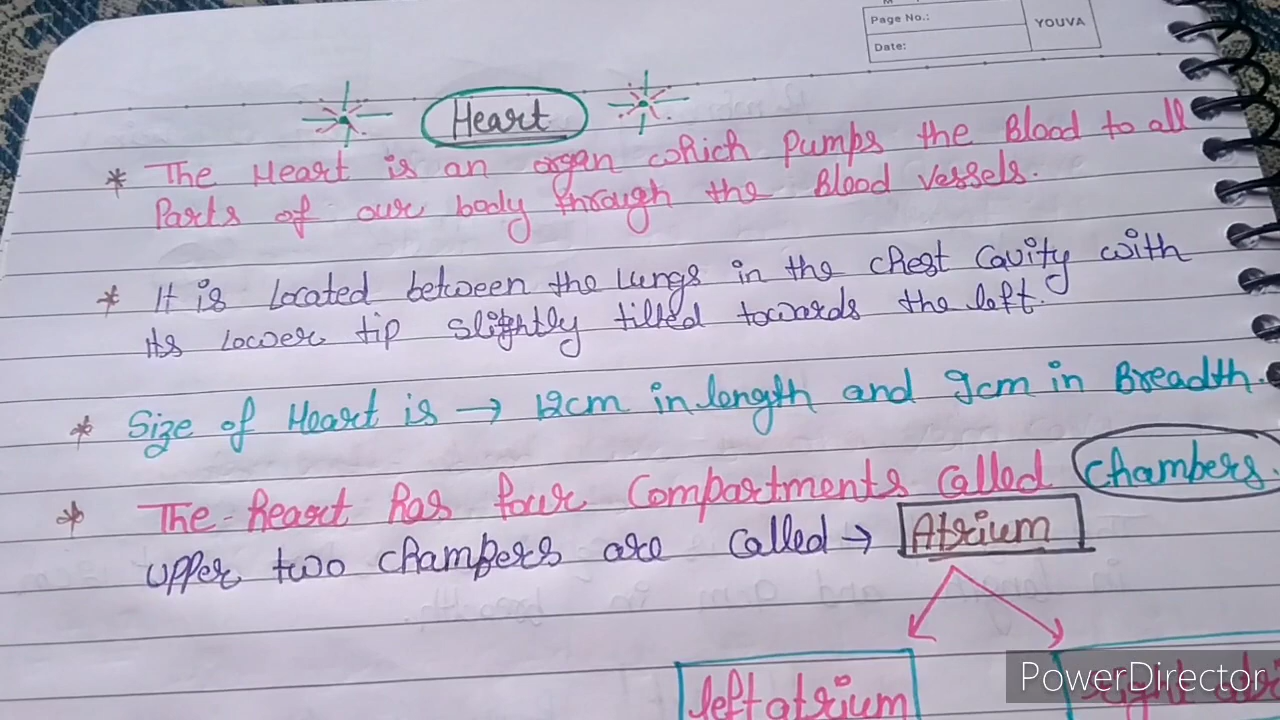 Page No.:
YOUVA
Date:
Heart
* The Heart is an organ which Pumps the Blood to all
Parts of our body through the Blood vessels.
* It is Located between the Lungs in the chest Cavity with
its Lower tip slightly tilted towards the left.
* Size of Heart is → 12cm in length and 9cm in Breadth.
* The Heart has four Compartments Called Chambers.
upper two chambers are Called → Atrium
left atrium
right
PowerDirector